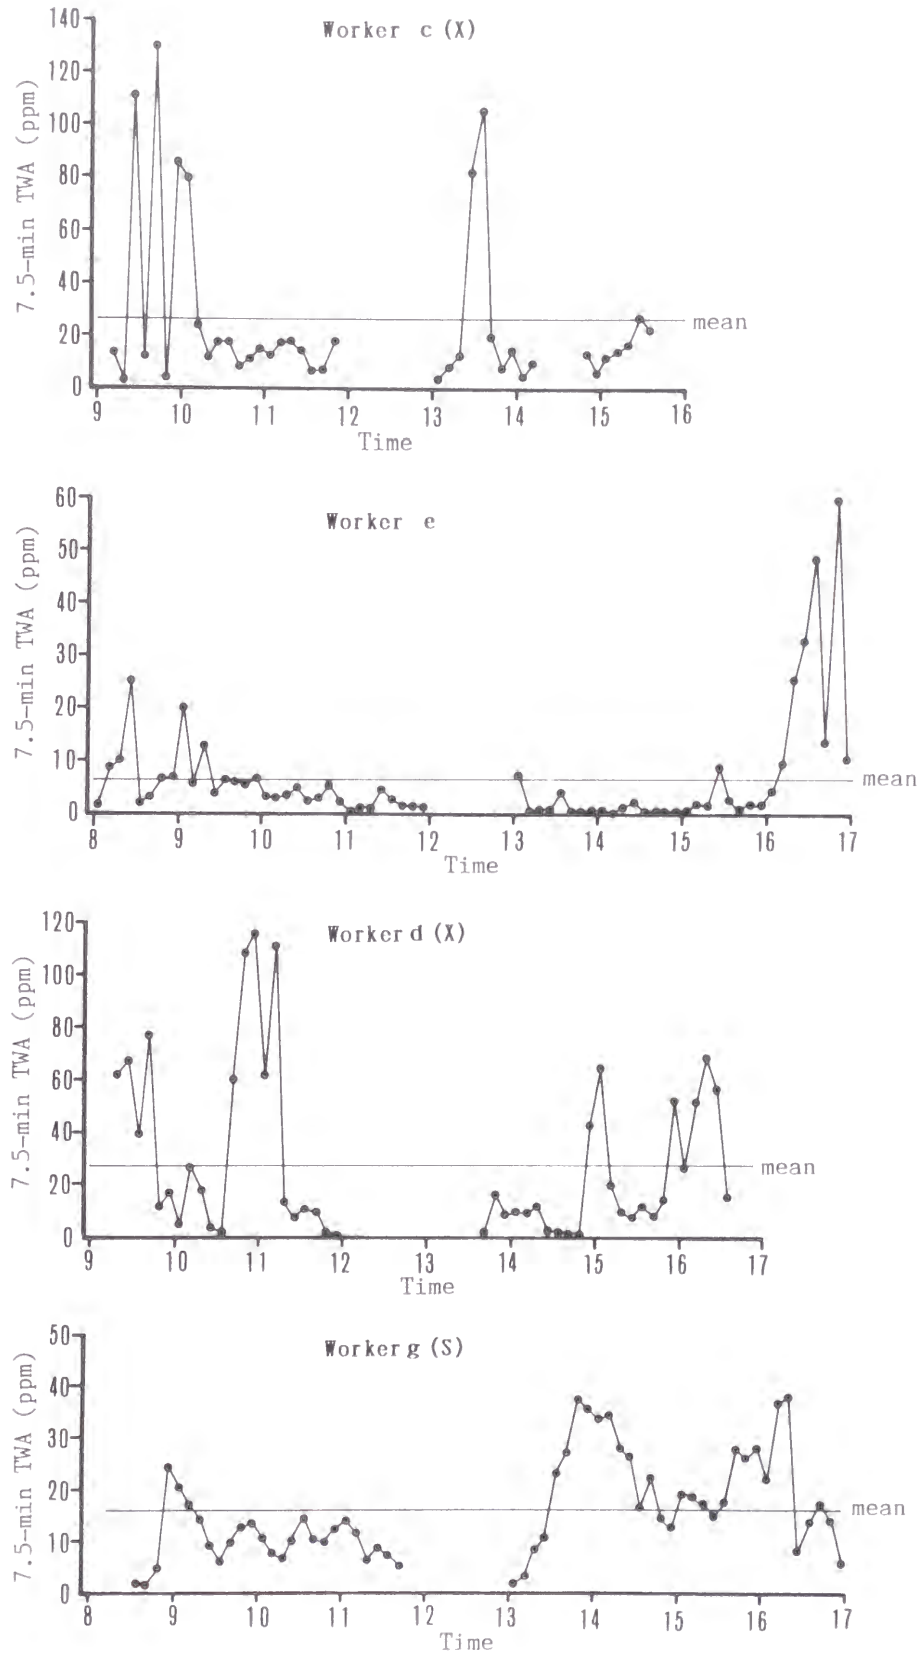 Worker c (X)
7.5-min TWA (ppm)
140
120
100
80
60
40
20
0
mean
9 10 11 12 13 14 15 16
Time
Worker e
7.5-min TWA (ppm)
60
50
40
30
20
10
0
mean
8 9 10 11 12 13 14 15 16 17
Time
Worker d (X)
7.5-min TWA (ppm)
120
100
80
60
40
20
0
mean
9 10 11 12 13 14 15 16 17
Time
Worker g (S)
7.5-min TWA (ppm)
50
40
30
20
10
0
mean
8 9 10 11 12 13 14 15 16 17
Time